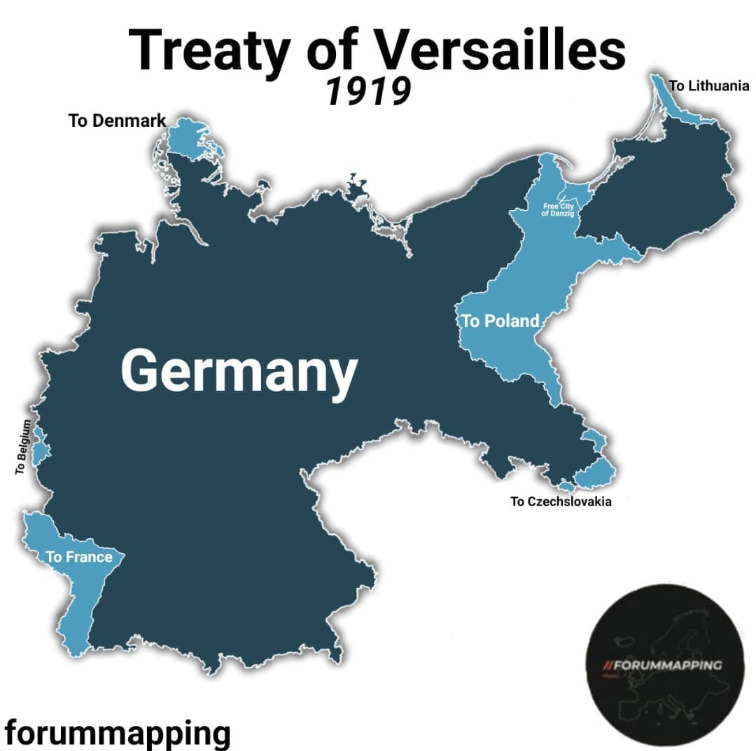 Treaty of Versailles
1919
To Lithuania
To Denmark
Free City
of Danzig
To Poland
Germany
To Belgium
To Czechslovakia
To France
//FORUMMAPPING
forummapping